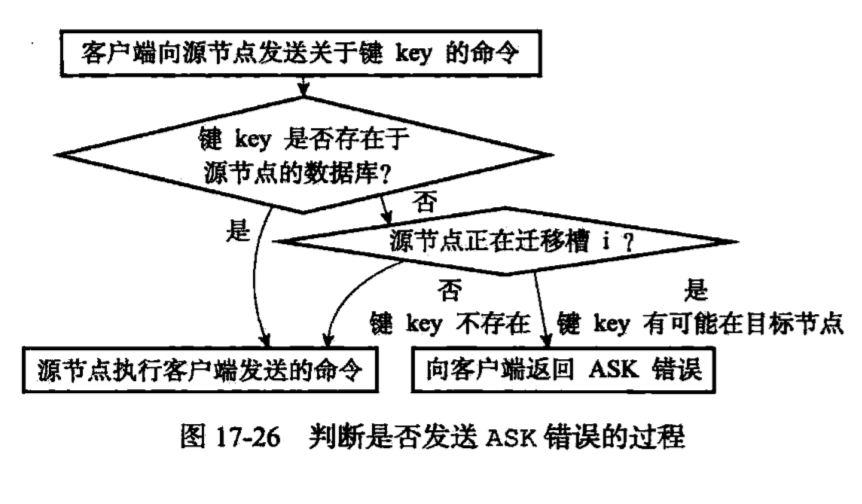 客户端向源节点发送关于键 key 的命令
键 key 是否存在于
源节点的数据库?
否
是
源节点正在迁移槽 i ?
否
是
键 key 不存在
键 key 有可能在目标节点
源节点执行客户端发送的命令
向客户端返回 ASK 错误
图 17-26 判断是否发送 ASK 错误的过程